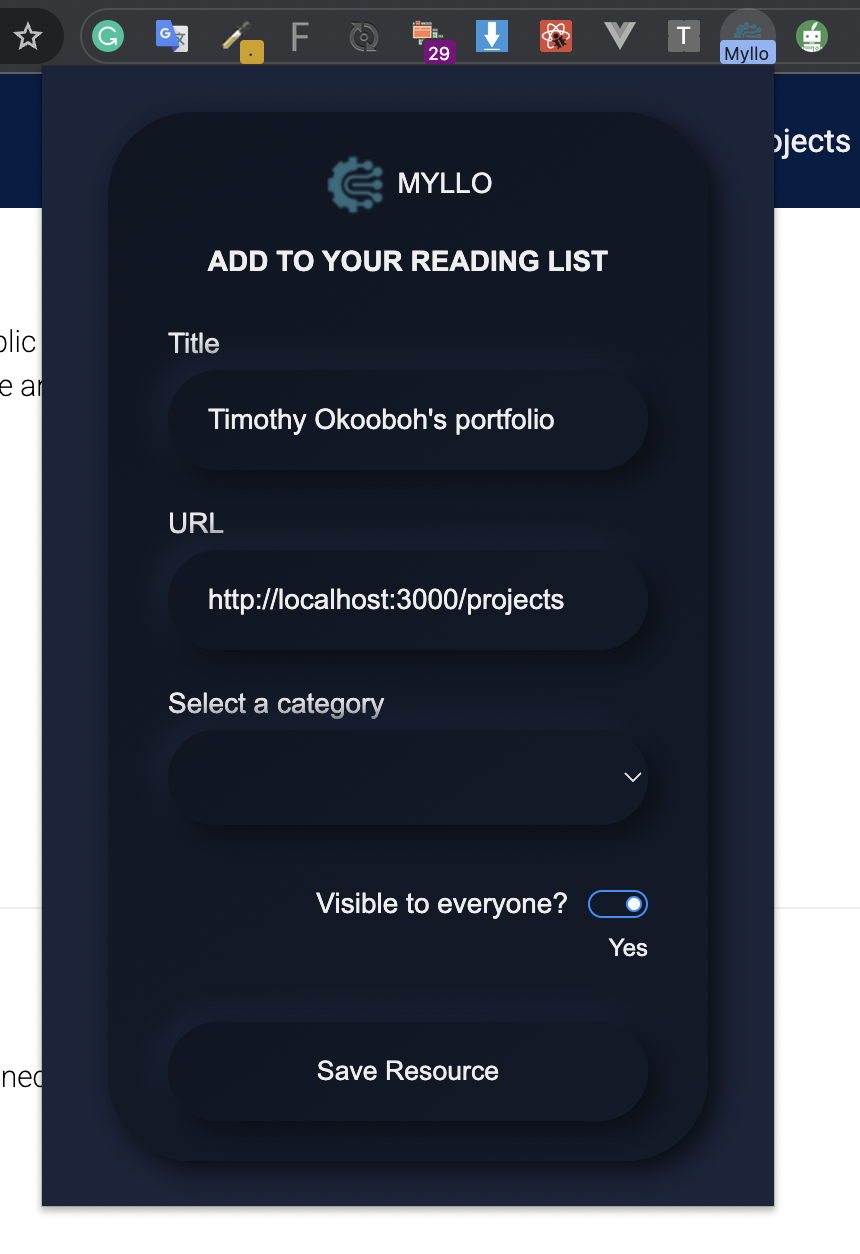 G
F
29
T
Myllo
ojects
MYLLO
ADD TO YOUR READING LIST
Title
Timothy Okooboh's portfolio
URL
http://localhost:3000/projects
Select a category
Visible to everyone?
Yes
Save Resource
blic
e ar
ned